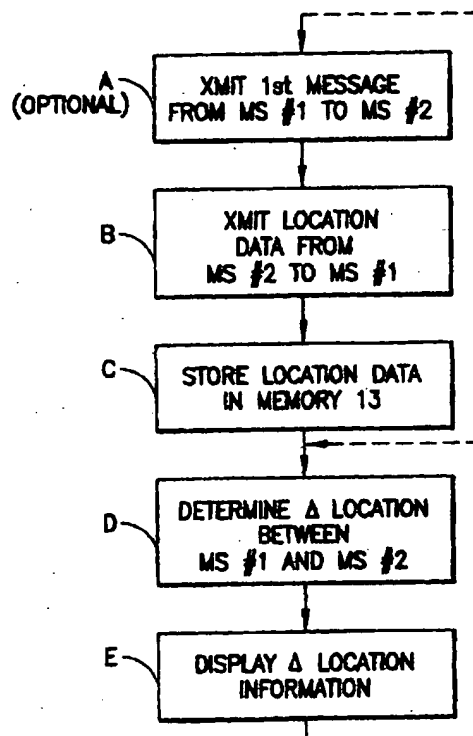 A
(OPTIONAL)
XMIT 1st MESSAGE
FROM MS #1 TO MS #2
B
XMIT LOCATION
DATA FROM
MS #2 TO MS #1
C
STORE LOCATION DATA
IN MEMORY 13
D
DETERMINE Δ LOCATION
BETWEEN
MS #1 AND MS #2
E
DISPLAY Δ LOCATION
INFORMATION